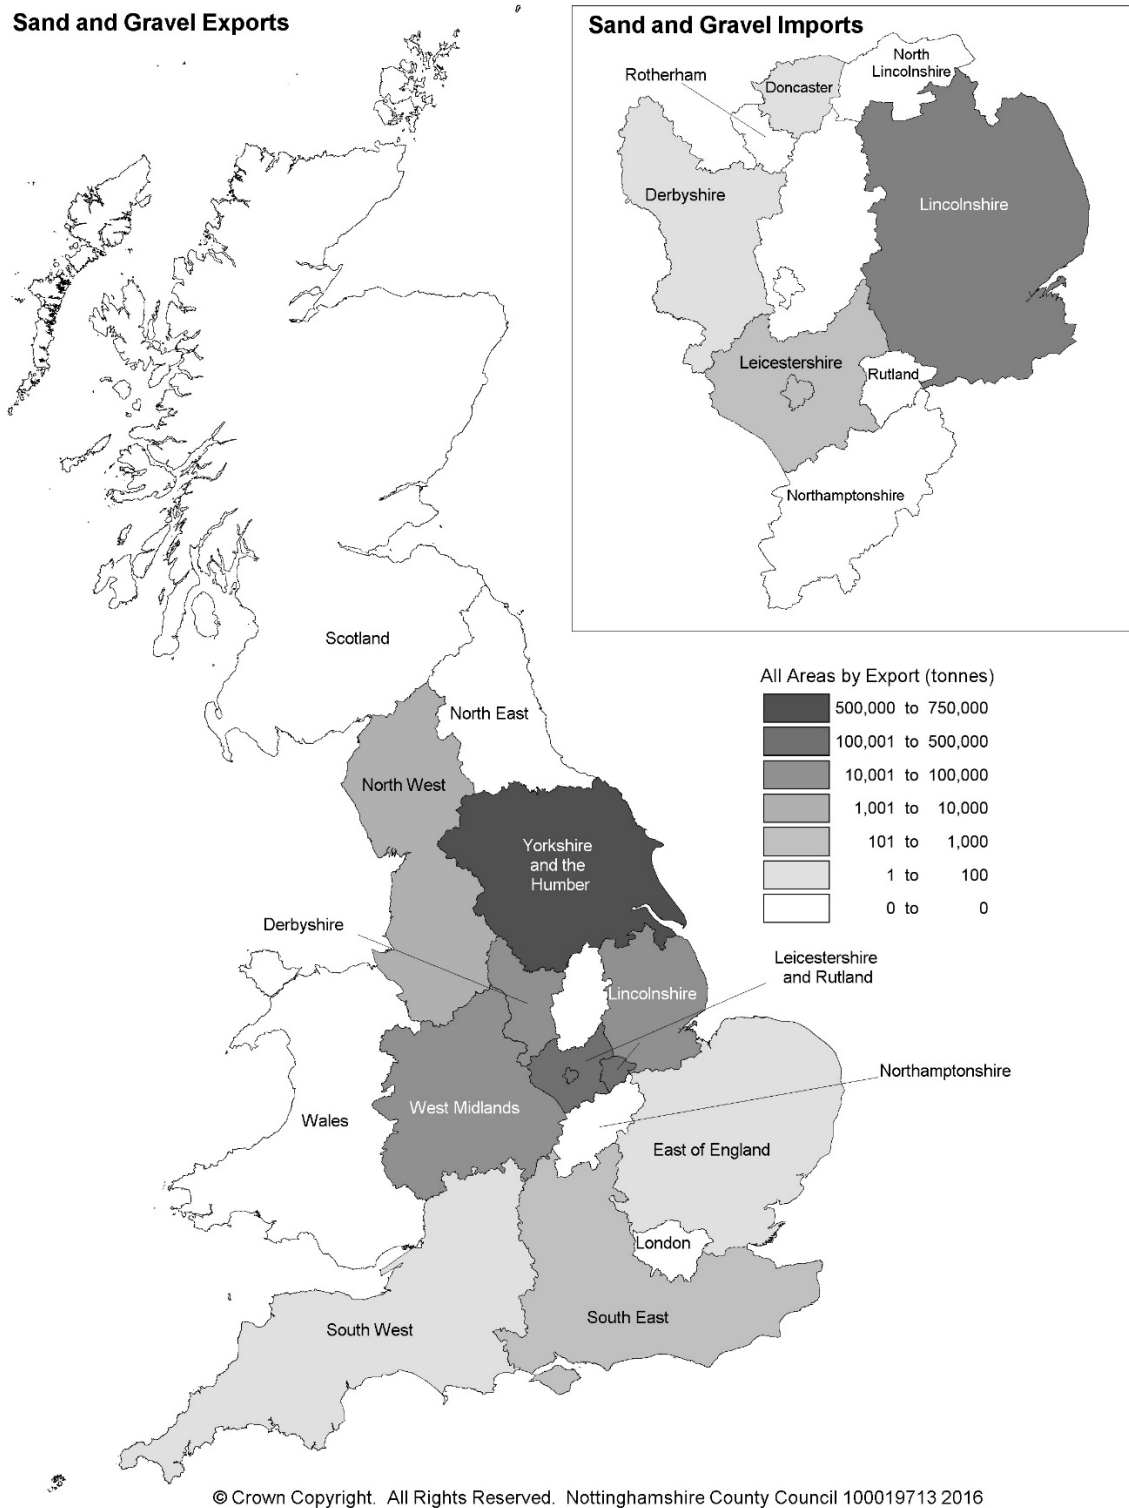 Sand and Gravel Exports
Sand and Gravel Imports
North
Lincolnshire
Rotherham
Doncaster
Derbyshire
Lincolnshire
Leicestershire
Rutland
Northamptonshire
Scotland
North East
North West
Yorkshire
and the
Humber
Derbyshire
Lincolnshire
Leicestershire
and Rutland
Northamptonshire
West Midlands
Wales
East of England
London
South East
South West
All Areas by Export (tonnes)
500,000 to 750,000
100,001 to 500,000
10,001 to 100,000
1,001 to 10,000
101 to 1,000
1 to 100
0 to 0
© Crown Copyright. All Rights Reserved. Nottinghamshire County Council 100019713 2016